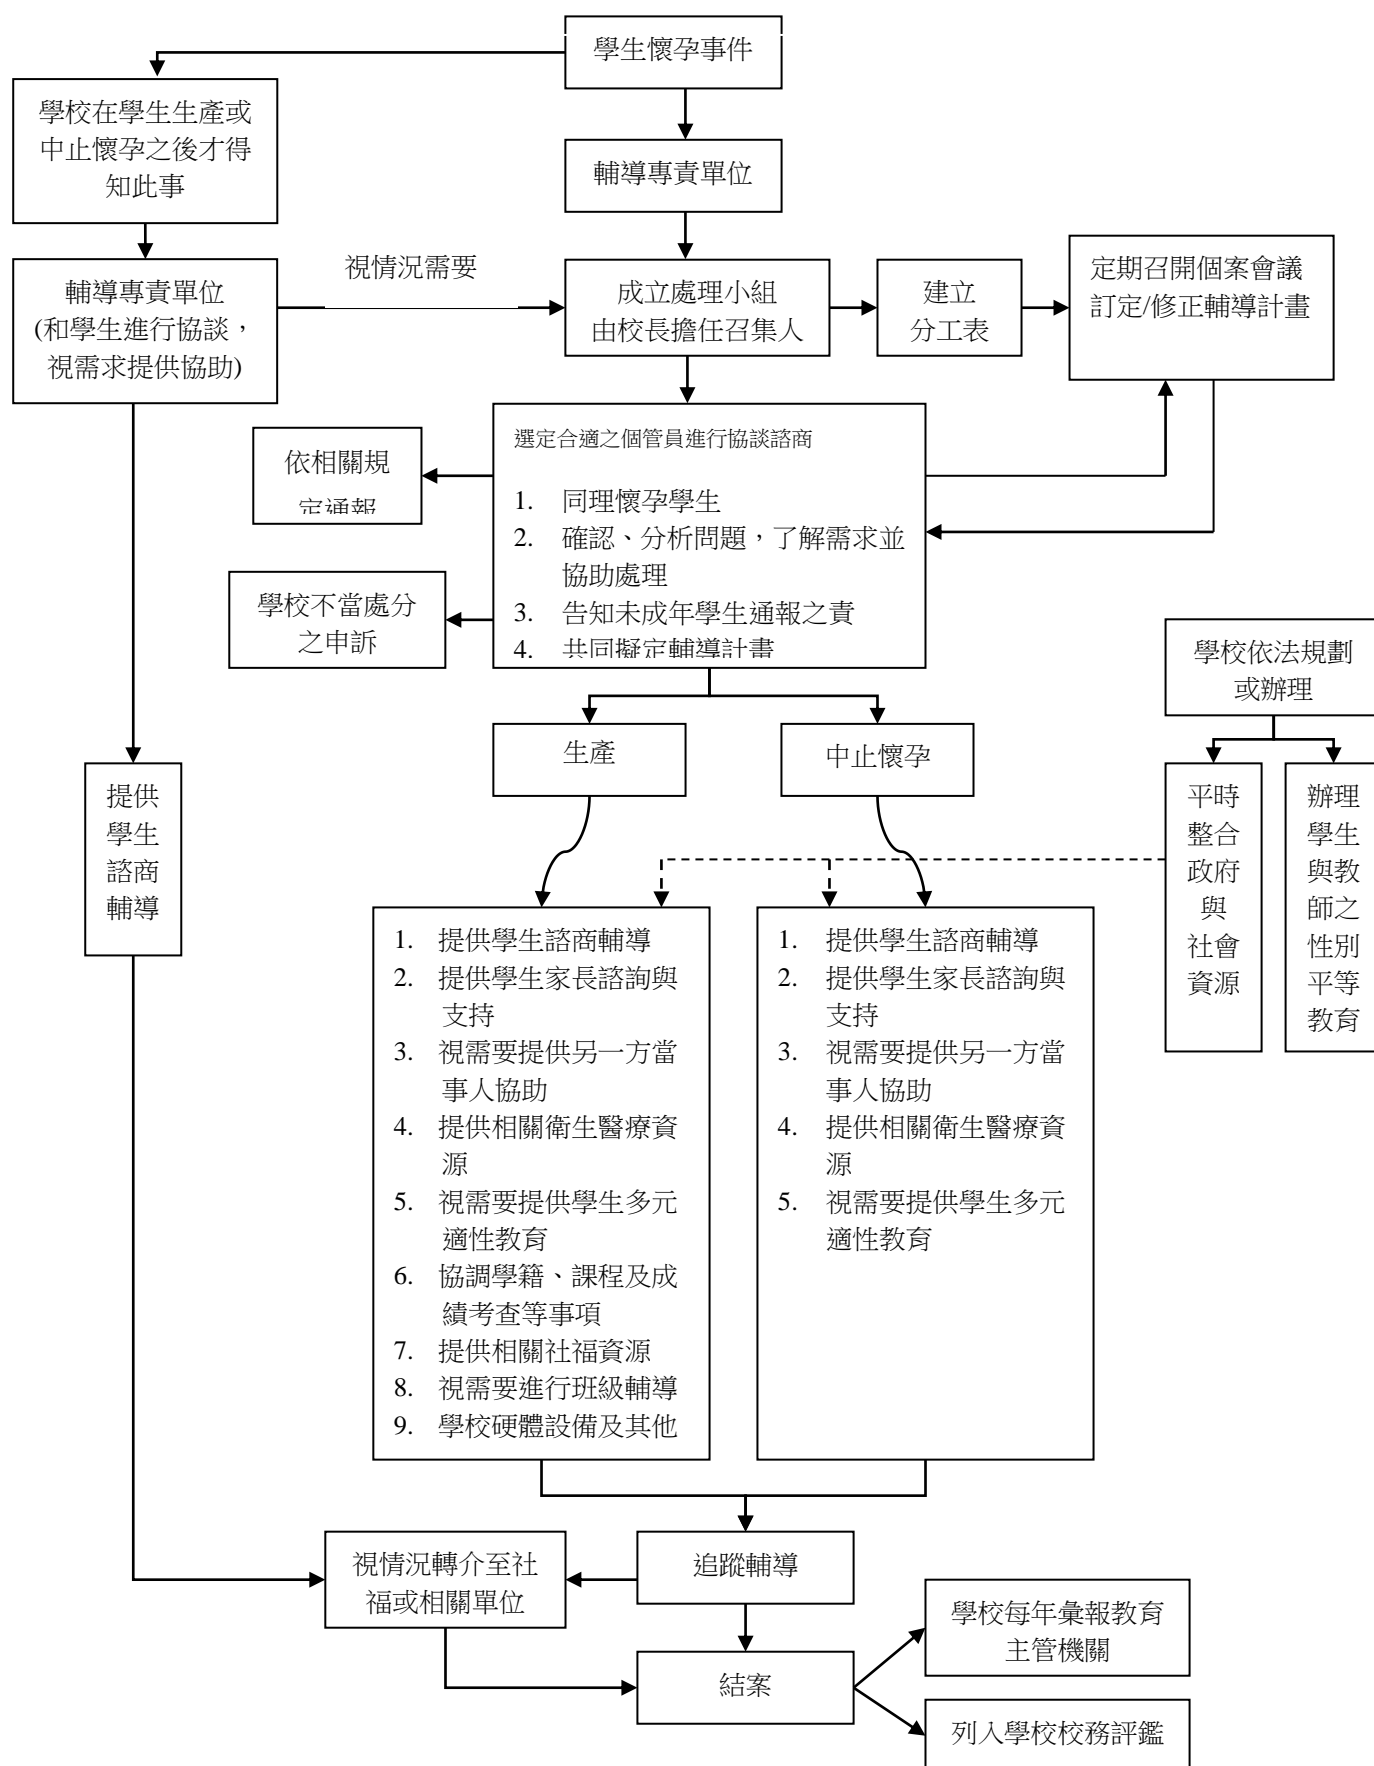 學生懷孕事件
學校在學生生產或
中止懷孕之後才得
知此事
輔導專責單位
輔導專責單位
(和學生進行協談，
視需求提供協助)
視情況需要
成立處理小組
由校長擔任召集人
建立
分工表
定期召開個案會議
訂定/修正輔導計畫
依相關規
定通報
學校不當處分
之申訴
選定合適之個管員進行協談諮商
1. 同理懷孕學生
2. 確認、分析問題，了解需求並
協助處理
3. 告知未成年學生通報之責
4. 共同擬定輔導計畫
學校依法規劃
或辦理
生產
中止懷孕
提供
學生
諮商
輔導
平時
整合
政府
與
社會
資源
辦理
學生
與教
師之
性別
平等
教育
1. 提供學生諮商輔導
2. 提供學生家長諮詢與
支持
3. 視需要提供另一方當
事人協助
4. 提供相關衛生醫療資
源
5. 視需要提供學生多元
適性教育
6. 協調學籍、課程及成
績考查等事項
7. 提供相關社福資源
8. 視需要進行班級輔導
9. 學校硬體設備及其他
1. 提供學生諮商輔導
2. 提供學生家長諮詢與
支持
3. 視需要提供另一方當
事人協助
4. 提供相關衛生醫療資
源
5. 視需要提供學生多元
適性教育
視情況轉介至社
福或相關單位
追蹤輔導
結案
學校每年彙報教育
主管機關
列入學校校務評鑑